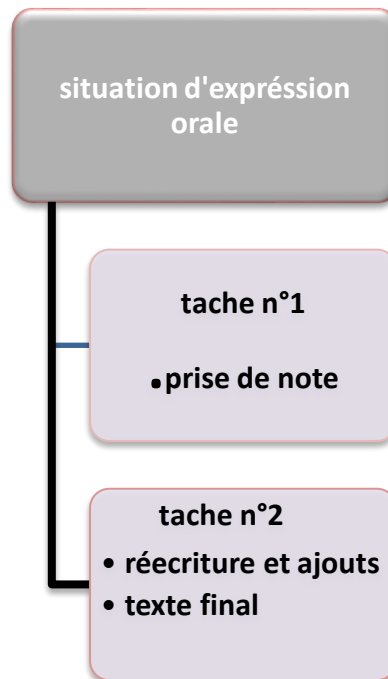 situation d'expréssion
orale
tache n°1
.prise de note
tache n°2
• réecriture et ajouts
• texte final